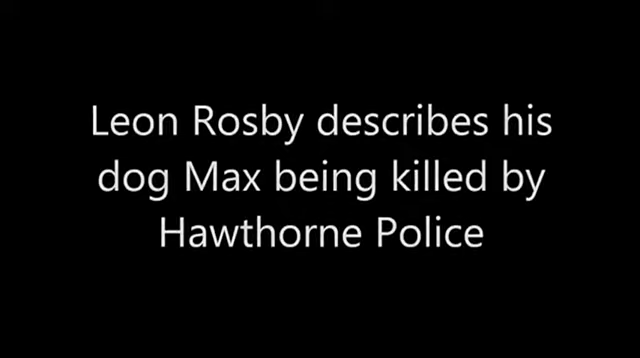 Leon Rosby describes his
dog Max being killed by
Hawthorne Police